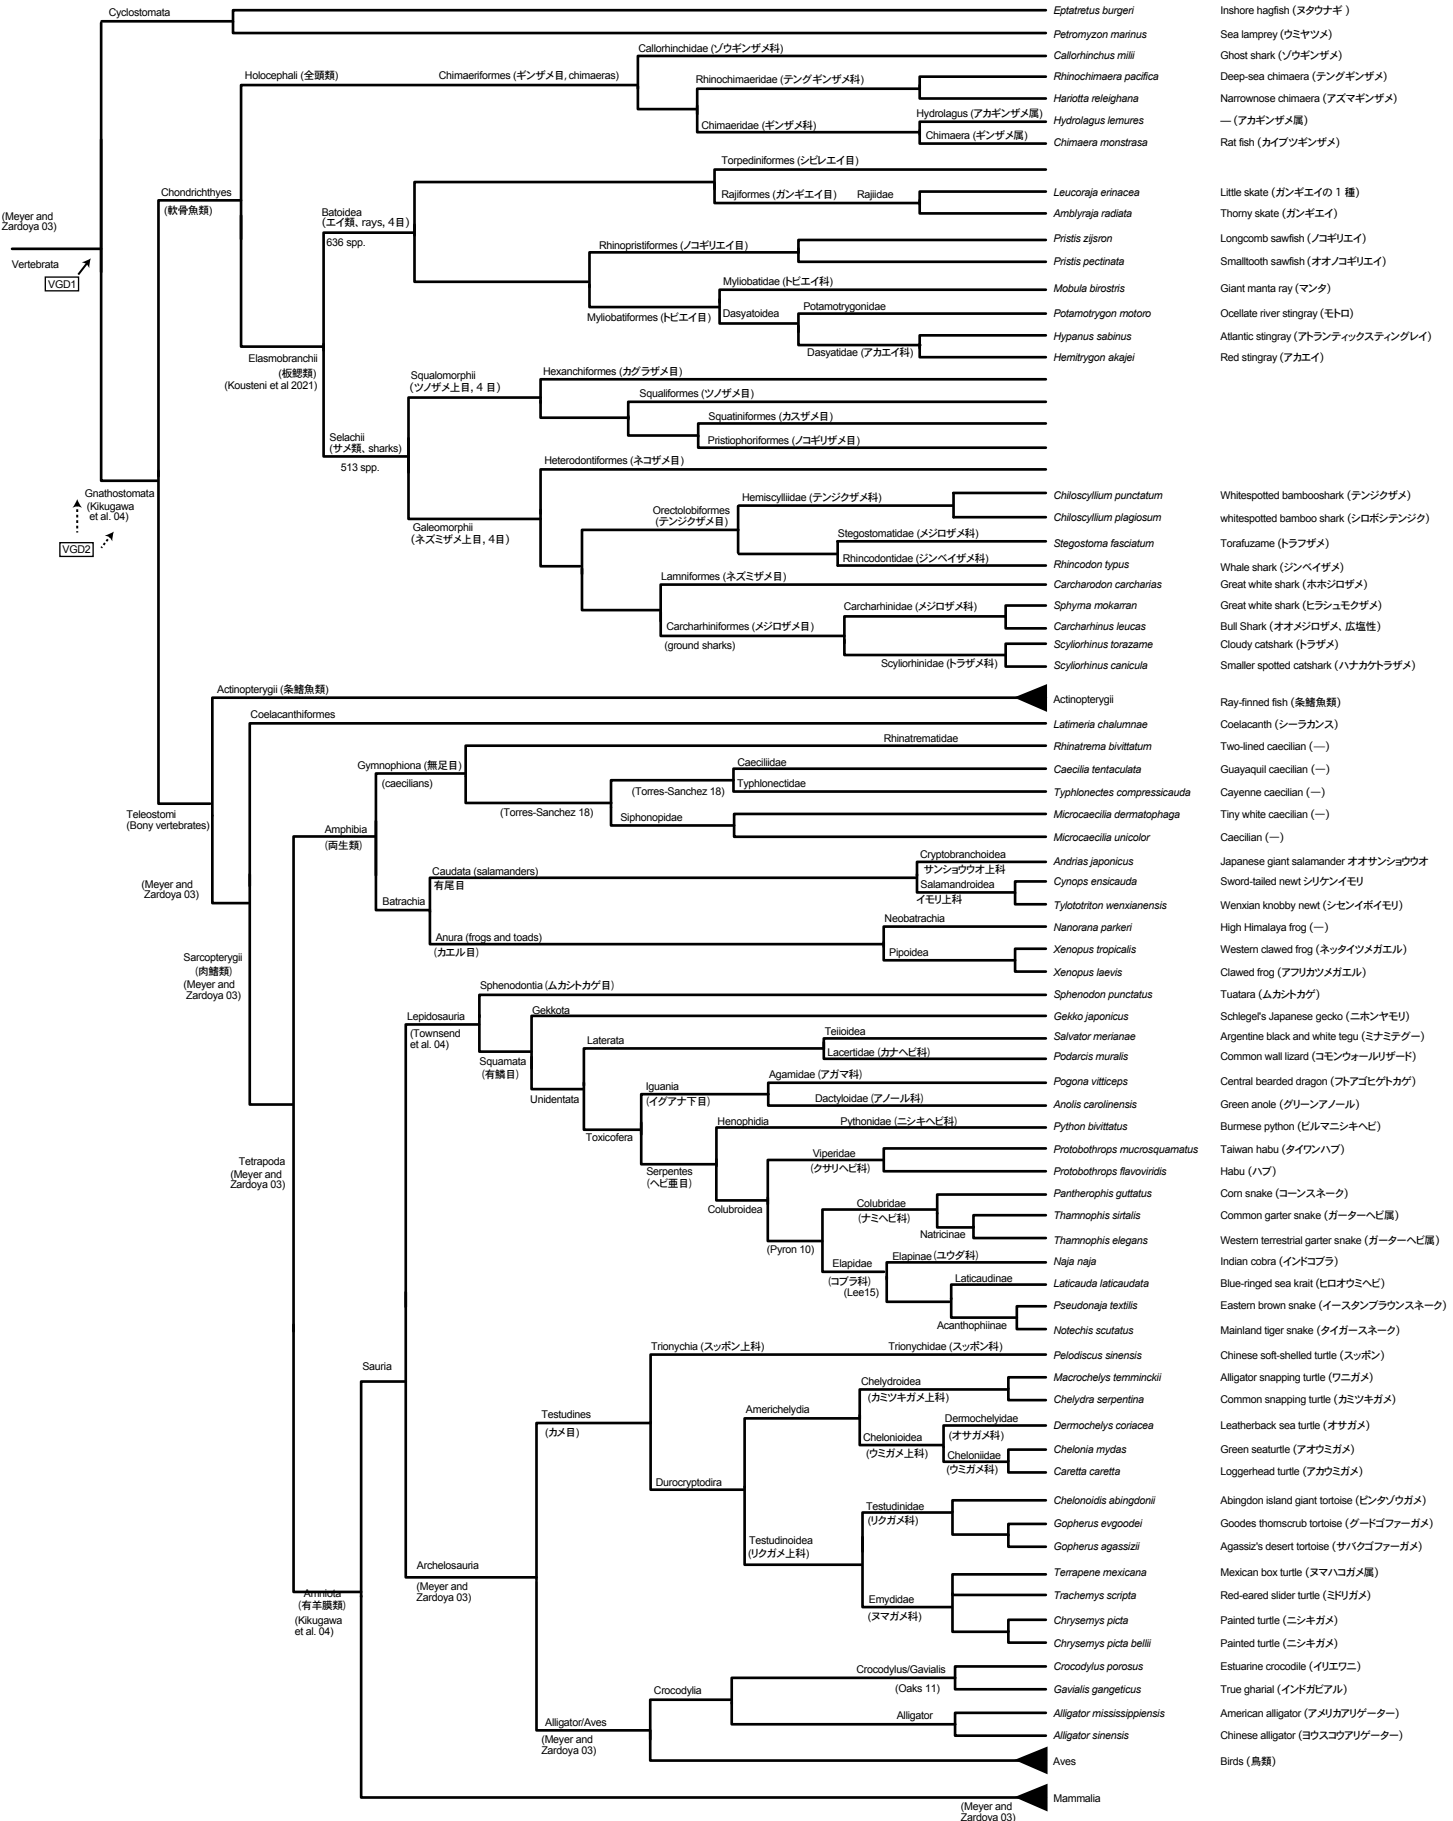 Cyclostomata
Eptatretus burgeri Inshore hagfish (ヌタウナギ )
Petromyzon marinus Sea lamprey (ウミヤツメ)
Callorhinchidae (ゾウギンザメ科)
Callorhinchus milii Ghost shark (ゾウギンザメ)
Holocephali (全頭類) Chimaeriformes (ギンザメ目, chimaeras)
Rhinochimaeridae (テングギンザメ科)
Rhinochimaera pacifica Deep-sea chimaera (テングギンザメ)
Hariotta releighana Narrownose chimaera (アズマギンザメ)
Hydrolagus (アカギンザメ属)
Hydrolagus lemures — (アカギンザメ属)
Chimaeridae (ギンザメ科)
Chimaera (ギンザメ属)
Chimaera monstrasa Rat fish (カイブツギンザメ)
Torpediniformes (シビレエイ目)
Chondrichthyes
(軟骨魚類)
Rajiformes (ガンギエイ目) Rajiidae
Leucoraja erinacea Little skate (ガンギエイの 1 種)
Amblyraja radiata Thorny skate (ガンギエイ)
(Meyer and
Zardoya 03)
Batoidea
(エイ類、rays, 4目)
636 spp.
Rhinopristiformes (ノコギリエイ目)
Pristis zijsron Longcomb sawfish (ノコギリエイ)
Pristis pectinata Smalltooth sawfish (オオノコギリエイ)
Vertebrata
VGD1
Myliobatidae (トビエイ科)
Mobula birostris Giant manta ray (マンタ)
Myliobatiformes (トビエイ目)
Dasyatoidea
Potamotrygonidae
Potamotrygon motoro Ocellate river stingray (モトロ)
Hypanus sabinus Atlantic stingray (アトランティックスティングレイ)
Dasyatidae (アカエイ科)
Hemitrygon akajei Red stingray (アカエイ)
Elasmobranchii
(板鰓類)
(Kousteni et al 2021)
Squalomorphii
(ツノザメ上目, 4 目)
Hexanchiformes (カグラザメ目)
Squaliformes (ツノザメ目)
Squatiniformes (カスザメ目)
Pristiophoriformes (ノコギリザメ目)
Selachii
(サメ類、sharks)
513 spp.
Heterodontiformes (ネコザメ目)
Gnathostomata
(Kikugawa
et al. 04)
VGD2
Galeomorphii
(ネズミザメ上目, 4目)
Orectolobiformes
(テンジクザメ目)
Hemiscylliidae (テンジクザメ科)
Chiloscyllium punctatum Whitespotted bambooshark (テンジクザメ)
Chiloscyllium plagiosum whitespotted bamboo shark (シロボシテンジク)
Stegostomatidae (メジロザメ科)
Stegostoma fasciatum Torafuzame (トラフザメ)
Rhincodontidae (ジンベイザメ科)
Rhincodon typus Whale shark (ジンベイザメ)
Lamniformes (ネズミザメ目)
Carcharodon carcharias Great white shark (ホホジロザメ)
Carcharhinidae (メジロザメ科)
Sphyrna mokarran Great white shark (ヒラシュモクザメ)
Carcharhiniformes (メジロザメ目)
(ground sharks)
Carcharhinus leucas Bull Shark (オオメジロザメ、広塩性)
Scyliorhinus torazame Cloudy catshark (トラザメ)
Scyliorhinidae (トラザメ科)
Scyliorhinus canicula Smaller spotted catshark (ハナカケトラザメ)
Actinopterygii (条鰭魚類)
Actinopterygii Ray-finned fish (条鰭魚類)
Coelacanthiformes
Latimeria chalumnae Coelacanth (シーラカンス)
Rhinatrematidae
Rhinatrema bivittatum Two-lined caecilian (—)
Gymnophiona (無足目)
(caecilians)
Caeciliidae
Caecilia tentaculata Guayaquil caecilian (—)
(Torres-Sanchez 18)
Typhlonectidae
Typhlonectes compressicauda Cayenne caecilian (—)
(Torres-Sanchez 18)
Siphonopidae
Microcaecilia dermatophaga Tiny white caecilian (—)
Microcaecilia unicolor Caecilian (—)
Teleostomi
(Bony vertebrates)
Amphibia
(両生類)
Cryptobranchoidea
サンショウウオ上科
Andrias japonicus Japanese giant salamander オオサンショウウオ
Caudata (salamanders)
有尾目
Salamandroidea
イモリ上科
Cynops ensicauda Sword-tailed newt シリケンイモリ
Tylototriton wenxianensis Wenxian knobby newt (シセンイボイモリ)
(Meyer and
Zardoya 03)
Batrachia
Neobatrachia
Nanorana parkeri High Himalaya frog (—)
Anura (frogs and toads)
(カエル目)
Pipoidea
Xenopus tropicalis Western clawed frog (ネッタイツメガエル)
Xenopus laevis Clawed frog (アフリカツメガエル)
Sarcopterygii
(肉鰭類)
(Meyer and
Zardoya 03)
Sphenodontia (ムカシトカゲ目)
Sphenodon punctatus Tuatara (ムカシトカゲ)
Lepidosauria
(Townsend
et al. 04)
Gekkota
Gekko japonicus Schlegel's Japanese gecko (ニホンヤモリ)
Squamata
(有鱗目)
Laterata
Teiioidea
Salvator merianae Argentine black and white tegu (ミナミテグー)
Lacertidae (カナヘビ科)
Podarcis muralis Common wall lizard (コモンウォールリザード)
Unidentata
Iguania
(イグアナ下目)
Agamidae (アガマ科)
Pogona vitticeps Central bearded dragon (フトアゴヒゲトカゲ)
Dactyloidae (アノール科)
Anolis carolinensis Green anole (グリーンアノール)
Toxicofera
Henophidia Pythonidae (ニシキヘビ科)
Python bivittatus Burmese python (ビルマニシキヘビ)
Tetrapoda
(Meyer and
Zardoya 03)
Serpentes
(ヘビ亜目)
Viperidae
(クサリヘビ科)
Protobothrops mucrosquamatus Taiwan habu (タイワンハブ)
Protobothrops flavoviridis Habu (ハブ)
Colubroidea
Colubridae
(ナミヘビ科)
Pantherophis guttatus Corn snake (コーンスネーク)
Natricinae
Thamnophis sirtalis Common garter snake (ガーターヘビ属)
Thamnophis elegans Western terrestrial garter snake (ガーターヘビ属)
(Pyron 10)
Elapidae
(コブラ科)
(Lee15)
Elapinae (ユウダ科)
Naja naja Indian cobra (インドコブラ)
Laticaudinae
Laticauda laticaudata Blue-ringed sea krait (ヒロオウミヘビ)
Acanthophiinae
Pseudonaja textilis Eastern brown snake (イースタンブラウンスネーク)
Notechis scutatus Mainland tiger snake (タイガースネーク)
Sauria
Trionychia (スッポン上科) Trionychidae (スッポン科)
Pelodiscus sinensis Chinese soft-shelled turtle (スッポン)
Testudines
(カメ目)
Americhelydia
Chelydroidea
(カミツキガメ上科)
Macrochelys temminckii Alligator snapping turtle (ワニガメ)
Chelydra serpentina Common snapping turtle (カミツキガメ)
Chelonioidea
(ウミガメ上科)
Dermochelyidae
(オサガメ科)
Dermochelys coriacea Leatherback sea turtle (オサガメ)
Cheloniidae
(ウミガメ科)
Chelonia mydas Green seaturtle (アオウミガメ)
Caretta caretta Loggerhead turtle (アカウミガメ)
Durocryptodira
Testudinoidea
(リクガメ上科)
Testudinidae
(リクガメ科)
Chelonoidis abingdonii Abingdon island giant tortoise (ピンタゾウガメ)
Gopherus evgoodei Goodes thornscrub tortoise (グードゴファーガメ)
Gopherus agassizii Agassiz's desert tortoise (サバクゴファーガメ)
Archelosauria
(Meyer and
Zardoya 03)
Amniota
(有羊膜類)
(Kikugawa
et al. 04)
Emydidae
(ヌマガメ科)
Terrapene mexicana Mexican box turtle (ヌマハコガメ属)
Trachemys scripta Red-eared slider turtle (ミドリガメ)
Chrysemys picta Painted turtle (ニシキガメ)
Chrysemys picta bellii Painted turtle (ニシキガメ)
Crocodylia
Crocodylus/Gavialis
(Oaks 11)
Crocodylus porosus Estuarine crocodile (イリエワニ)
Gavialis gangeticus True gharial (インドガビアル)
Alligator/Aves
(Meyer and
Zardoya 03)
Alligator
Alligator mississippiensis American alligator (アメリカアリゲーター)
Alligator sinensis Chinese alligator (ヨウスコウアリゲーター)
Aves Birds (鳥類)
Mammalia
(Meyer and
Zardoya 03)